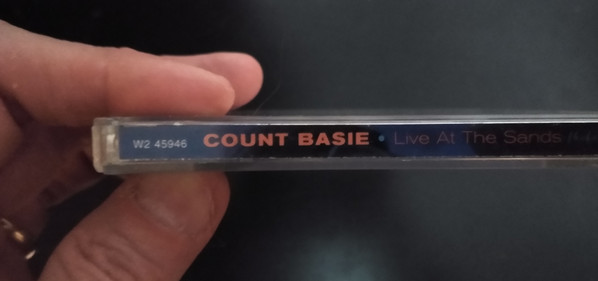 W2 45946 COUNT BASIE • Live At The Sands